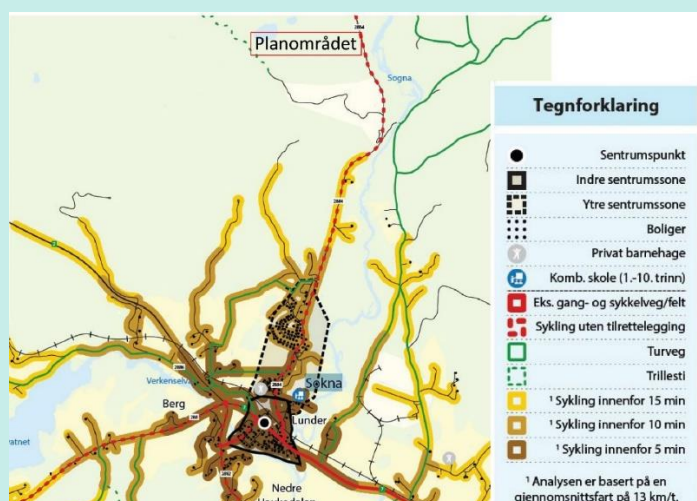 2884
Planområdet
Sogna
2884
Verkenselva
Sokna
Berg
Lunder
Nedre
Tegnforklaring
Sentrumspunkt
Indre sentrumssone
Ytre sentrumssone
Boliger
Privat barnehage
Komb. skole (1.-10. trinn)
Eks. gang- og sykkelveg/felt
Sykling uten tilrettelegging
Turveg
Trillesti
¹ Sykling innenfor 15 min
¹ Sykling innenfor 10 min
¹ Sykling innenfor 5 min
¹ Analysen er basert på en
gjennomsnittsfart på 13 km/t.